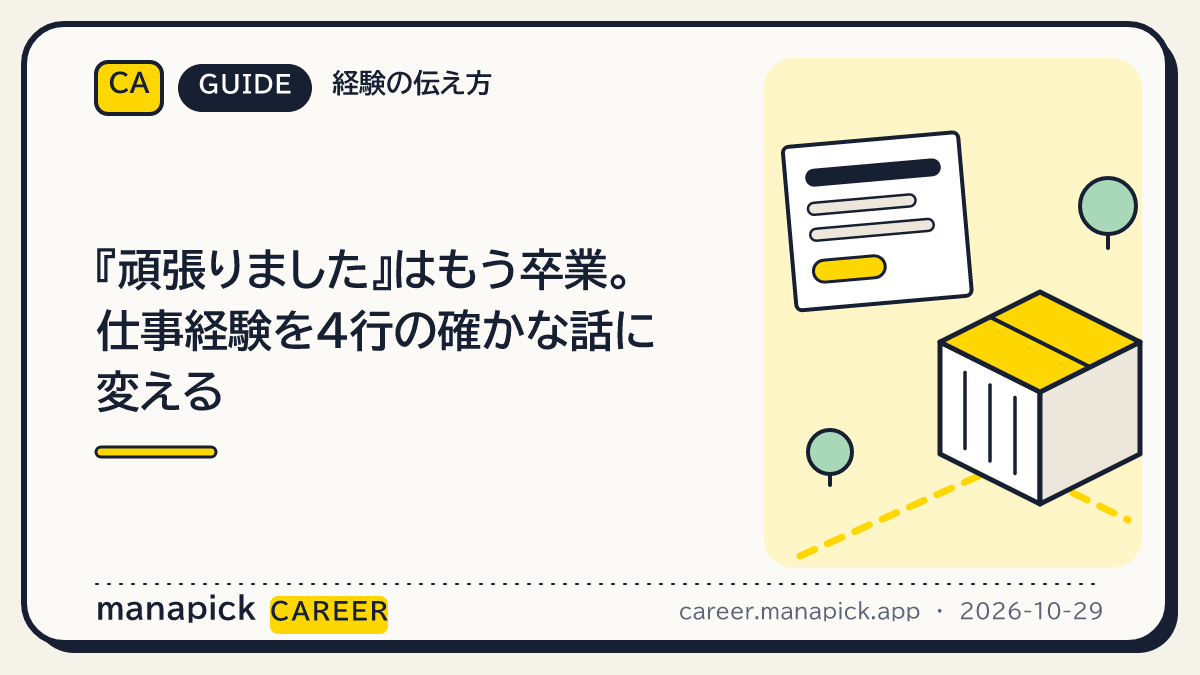 CA GUIDE 経験の伝え方
『頑張りました』はもう卒業。
仕事経験を4行の確かな話に
変える
manapick CAREER
career.manapick.app ・ 2026-10-29